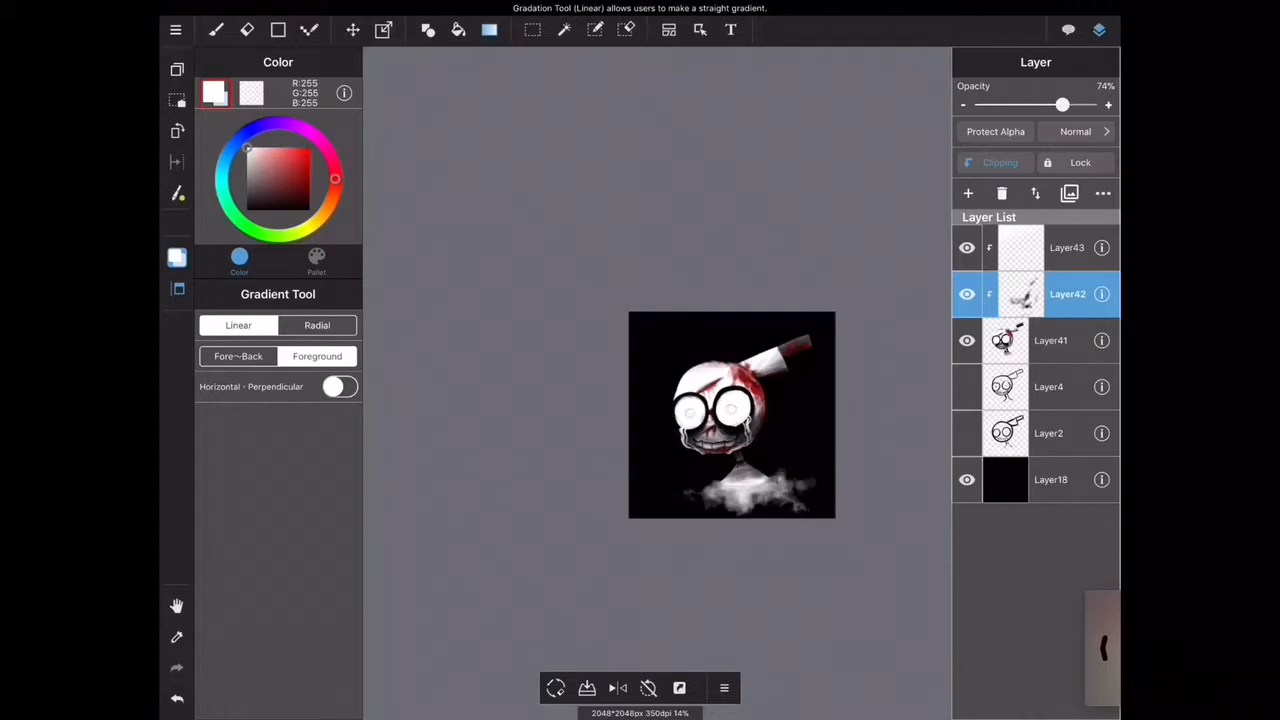 Gradation Tool (Linear) allows users to make a straight gradient.
T
Color
R:255
G:255
B:255
Color
Pallet
Gradient Tool
Linear
Radial
Fore～Back
Foreground
Horizontal - Perpendicular
Layer
Opacity
74%
-
+
Protect Alpha
Normal
Clipping
Lock
Layer List
Layer43
Layer42
Layer41
Layer4
Layer2
Layer18
2048*2048px 350dpi 14%